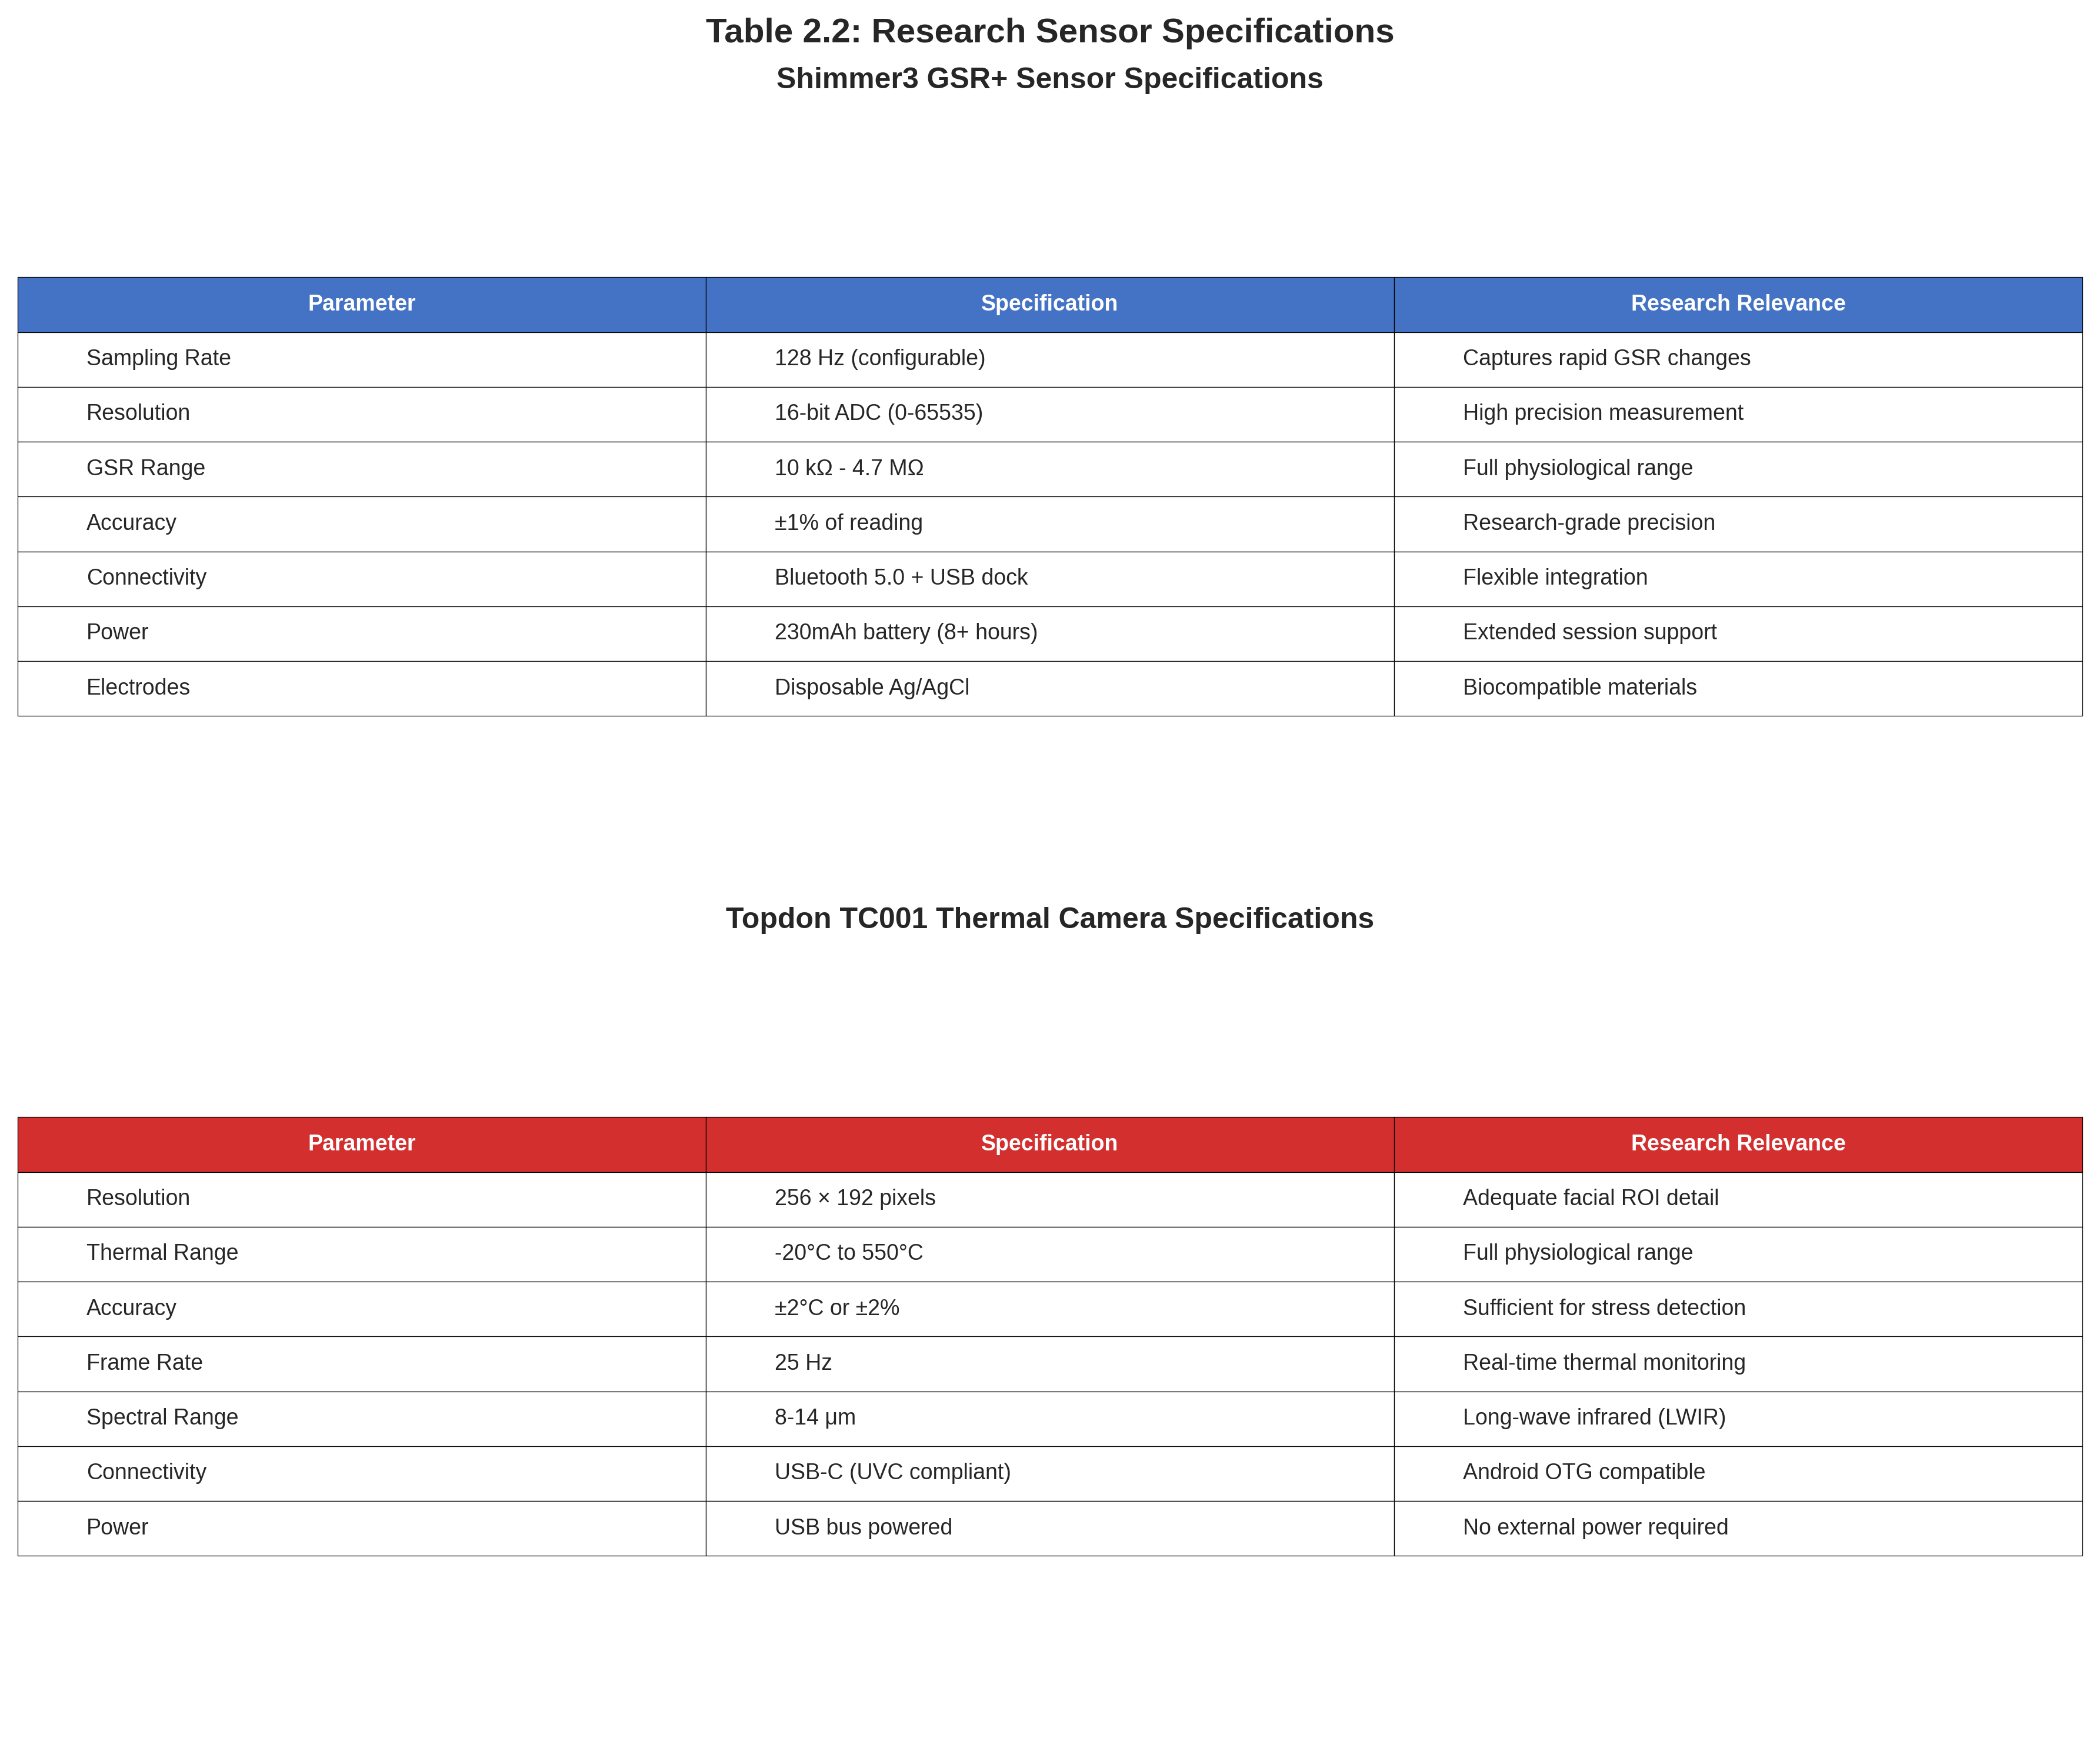 Table 2.2: Research Sensor Specifications
Shimmer3 GSR+ Sensor Specifications
Parameter Specification Research Relevance
Sampling Rate 128 Hz (configurable) Captures rapid GSR changes
Resolution 16-bit ADC (0-65535) High precision measurement
GSR Range 10 kΩ - 4.7 MΩ Full physiological range
Accuracy ±1% of reading Research-grade precision
Connectivity Bluetooth 5.0 + USB dock Flexible integration
Power 230mAh battery (8+ hours) Extended session support
Electrodes Disposable Ag/AgCl Biocompatible materials
Topdon TC001 Thermal Camera Specifications
Parameter Specification Research Relevance
Resolution 256 × 192 pixels Adequate facial ROI detail
Thermal Range -20°C to 550°C Full physiological range
Accuracy ±2°C or ±2% Sufficient for stress detection
Frame Rate 25 Hz Real-time thermal monitoring
Spectral Range 8-14 μm Long-wave infrared (LWIR)
Connectivity USB-C (UVC compliant) Android OTG compatible
Power USB bus powered No external power required